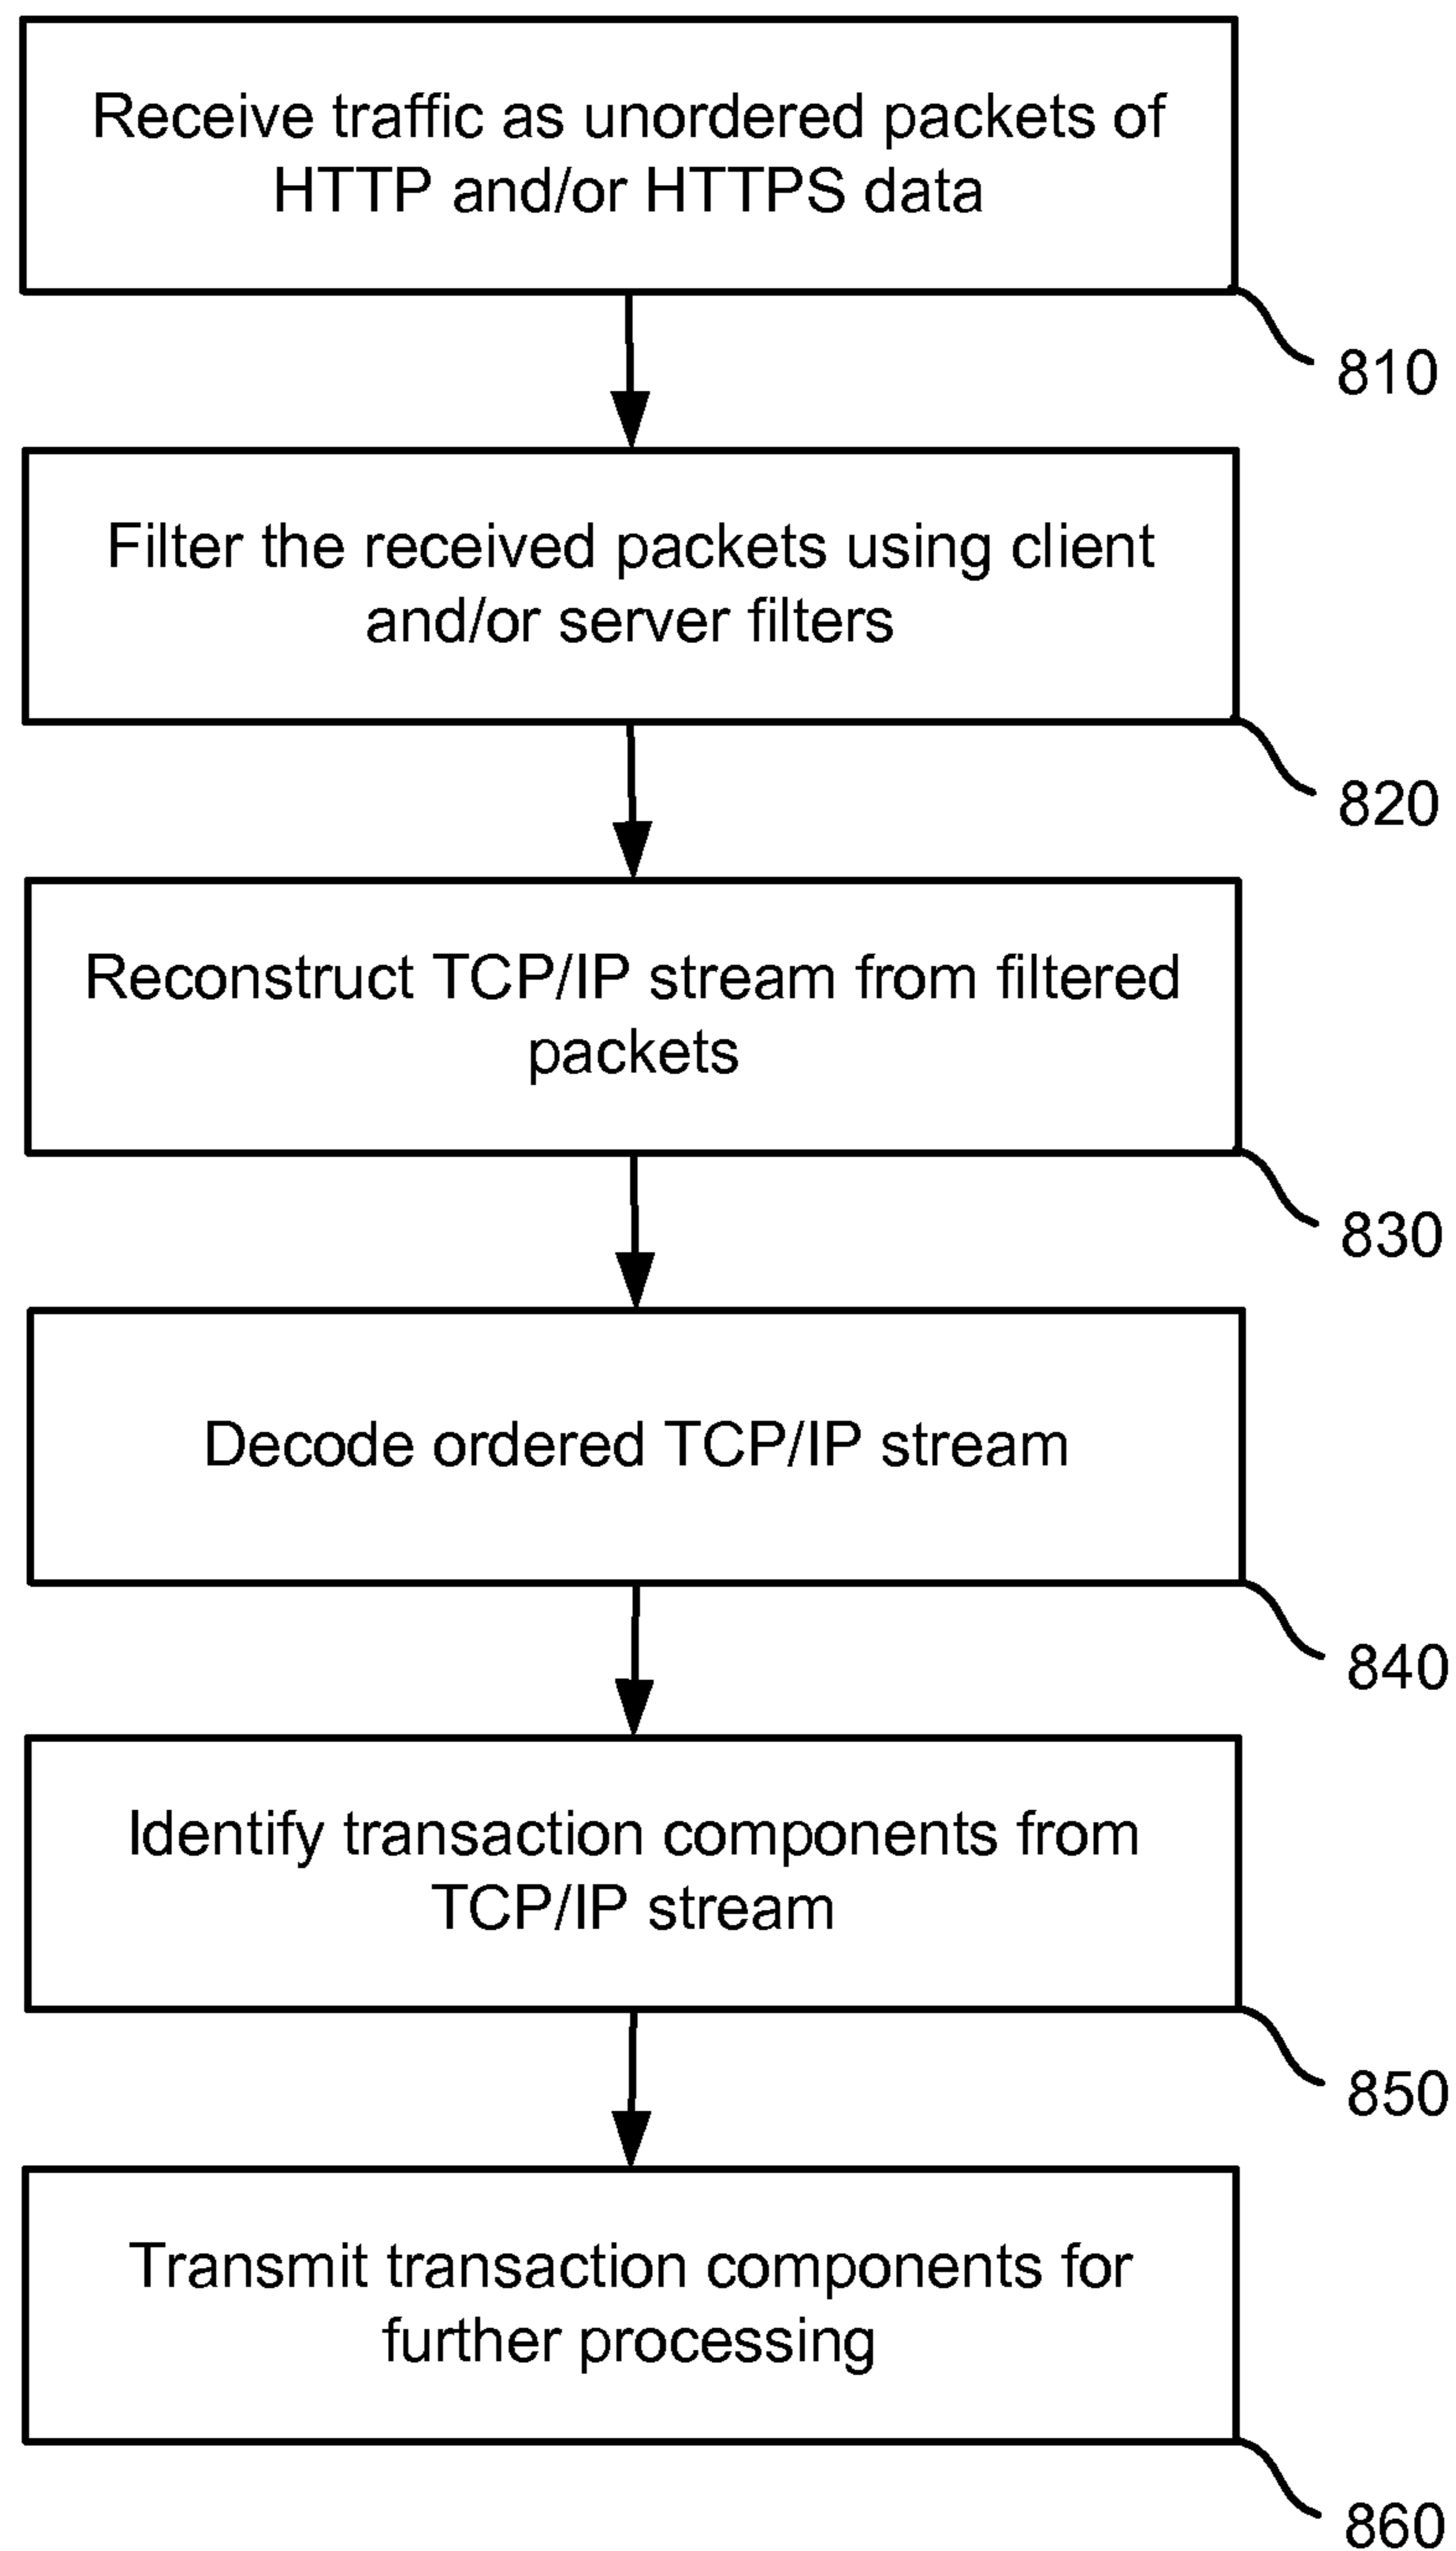 Receive traffic as unordered packets of
HTTP and/or HTTPS data
810
Filter the received packets using client
and/or server filters
820
Reconstruct TCP/IP stream from filtered
packets
830
Decode ordered TCP/IP stream
840
Identify transaction components from
TCP/IP stream
850
Transmit transaction components for
further processing
860